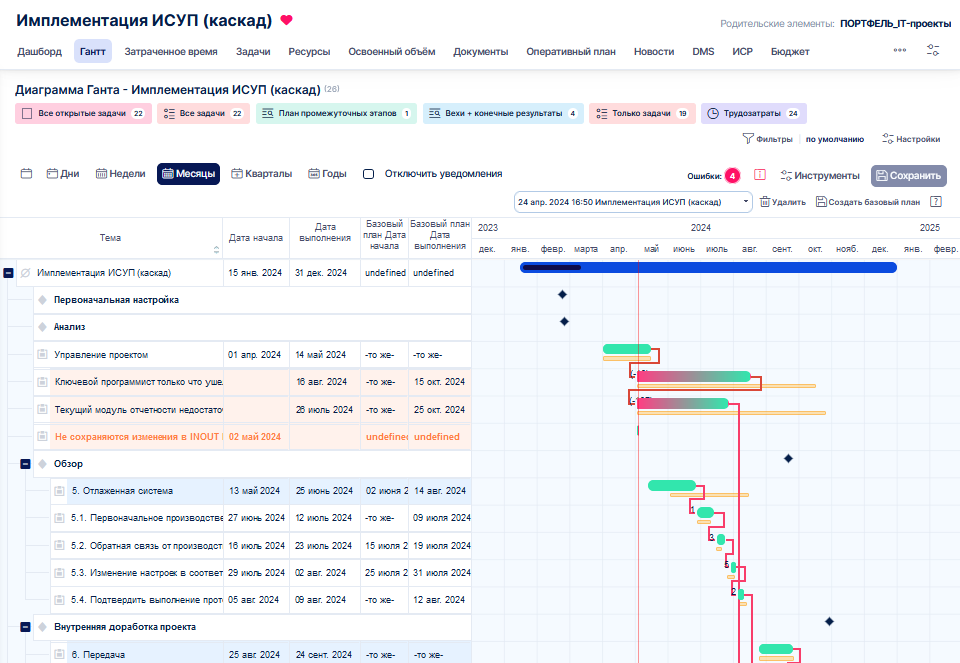 Имплементация ИСУП (каскад)
Родительские элементы: ПОРТФЕЛЬ_IT-проекты
Дашборд Гантт Затраченное время Задачи Ресурсы Освоенный объём Документы Оперативный план Новости DMS ИСР Бюджет
Диаграмма Ганта - Имплементация ИСУП (каскад) (26)
Все открытые задачи 22 Все задачи 22 План промежуточных этапов 1 Вехи + конечные результаты 4 Только задачи 19 Трудозатраты 24
Фильтры по умолчанию Настройки
Дни Недели Месяцы Кварталы Годы Отключить уведомления Ошибки: 4 Инструменты Сохранить
24 апр. 2024 16:50 Имплементация ИСУП (каскад) Удалить Создать базовый план ?
Тема Дата начала Дата выполнения Базовый план Дата начала Базовый план Дата выполнения
2023 2024 2025
дек. янв. февр. марта апр. май июнь июль авг. сент. окт. нояб. дек. янв. февр.
Имплементация ИСУП (каскад) 15 янв. 2024 31 дек. 2024 undefined undefined
Первоначальная настройка
Анализ
Управление проектом 01 апр. 2024 14 май 2024 -то же- -то же-
Ключевой программист только что уше 16 авг. 2024 -то же- 15 окт. 2024
Текущий модуль отчетности недостато 26 июль 2024 -то же- 25 окт. 2024
Не сохраняются изменения в INOUT 02 май 2024 undefined undefined
Обзор
5. Отлаженная система 13 май 2024 25 июнь 2024 02 июня 2 14 авг. 2024
5.1. Первоначальное производстве 27 июнь 2024 12 июль 2024 -то же- 09 июля 2024
1
5.2. Обратная связь от производст 16 июль 2024 23 июль 2024 15 июля 2 19 июля 2024
3
5.3. Изменение настроек в соответ 29 июль 2024 02 авг. 2024 25 июля 2 31 июля 2024
5
5.4. Подтвердить выполнение прот 05 авг. 2024 09 авг. 2024 -то же- 12 авг. 2024
2
Внутренняя доработка проекта
6. Передача 25 авг. 2024 24 сент. 2024 -то же- -то же-